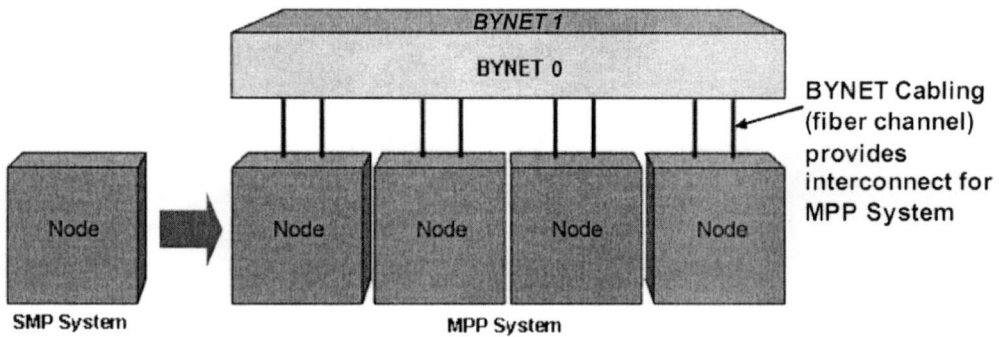 BYNET 1
BYNET 0
BYNET Cabling
(fiber channel)
provides
interconnect for
MPP System
Node
Node
Node
Node
Node
SMP System
MPP System